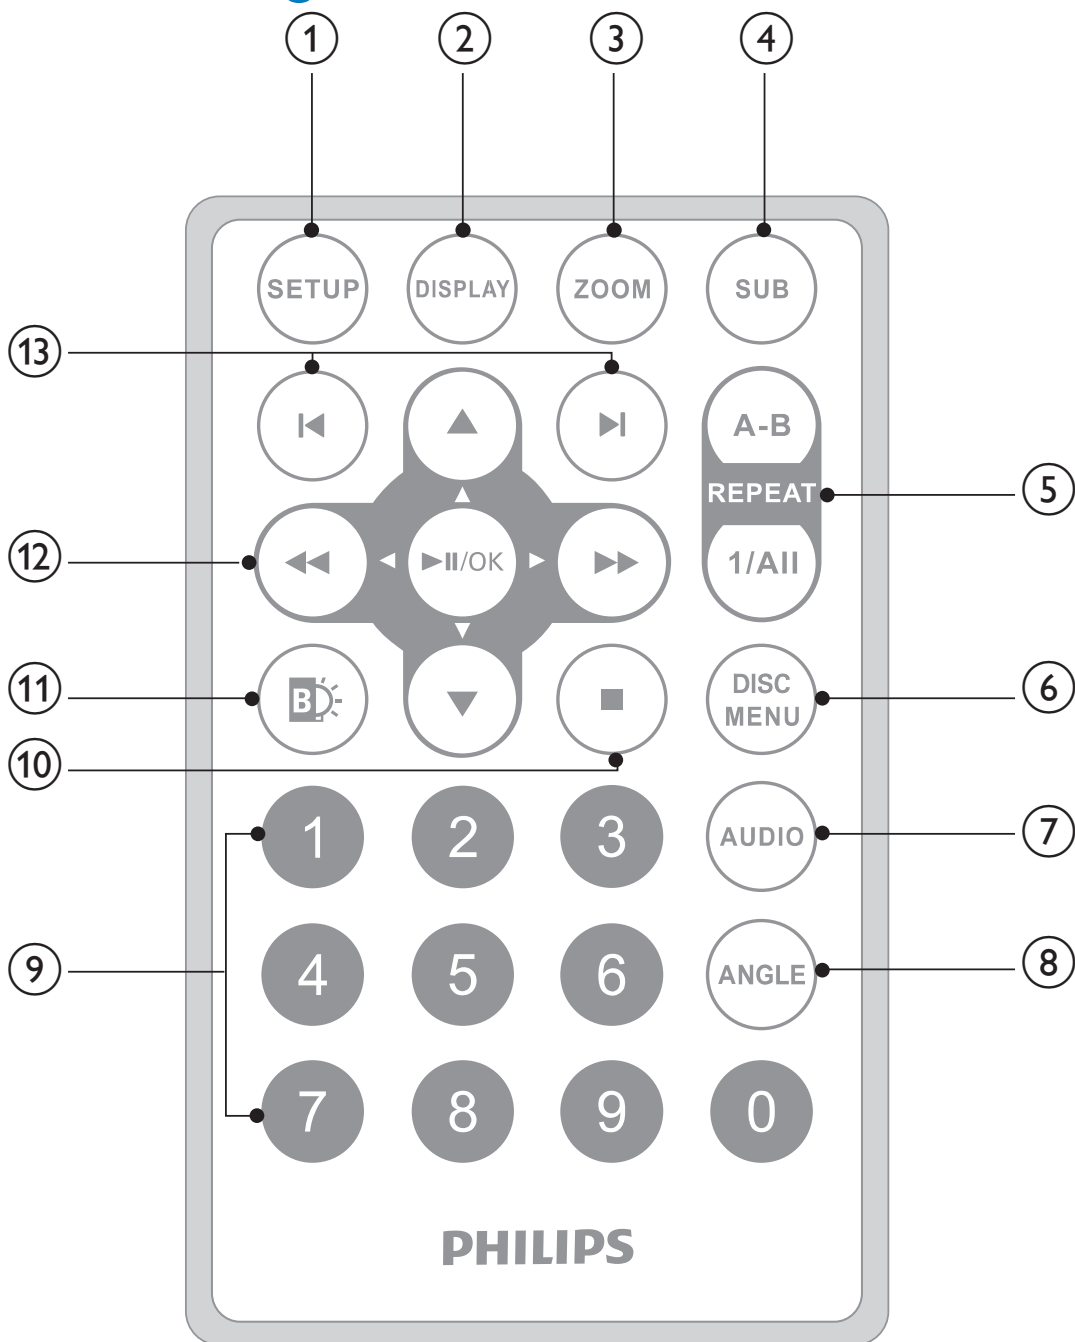 1 2 3 4
SETUP DISPLAY ZOOM SUB
13
A-B
REPEAT
5
12
/OK
1/All
11
B
DISC
MENU
6
10
1 2 3
AUDIO
7
9
4 5 6
ANGLE
8
7 8 9 0
PHILIPS